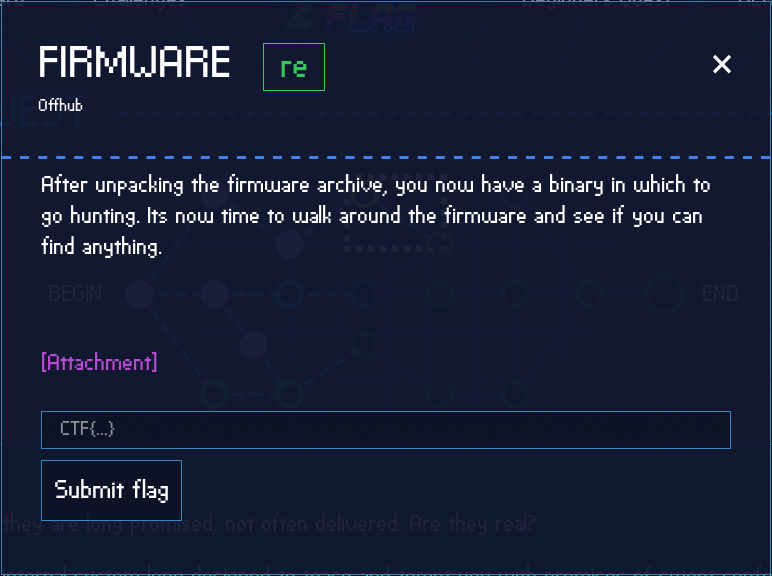 FIRMWARE
re
Offhub
After unpacking the firmware archive, you now have a binary in which to
go hunting. Its now time to walk around the firmware and see if you can
find anything.
BEGIN
END
[Attachment]
CTF{...}
Submit flag
they are long promised, not often delivered. Are they real?